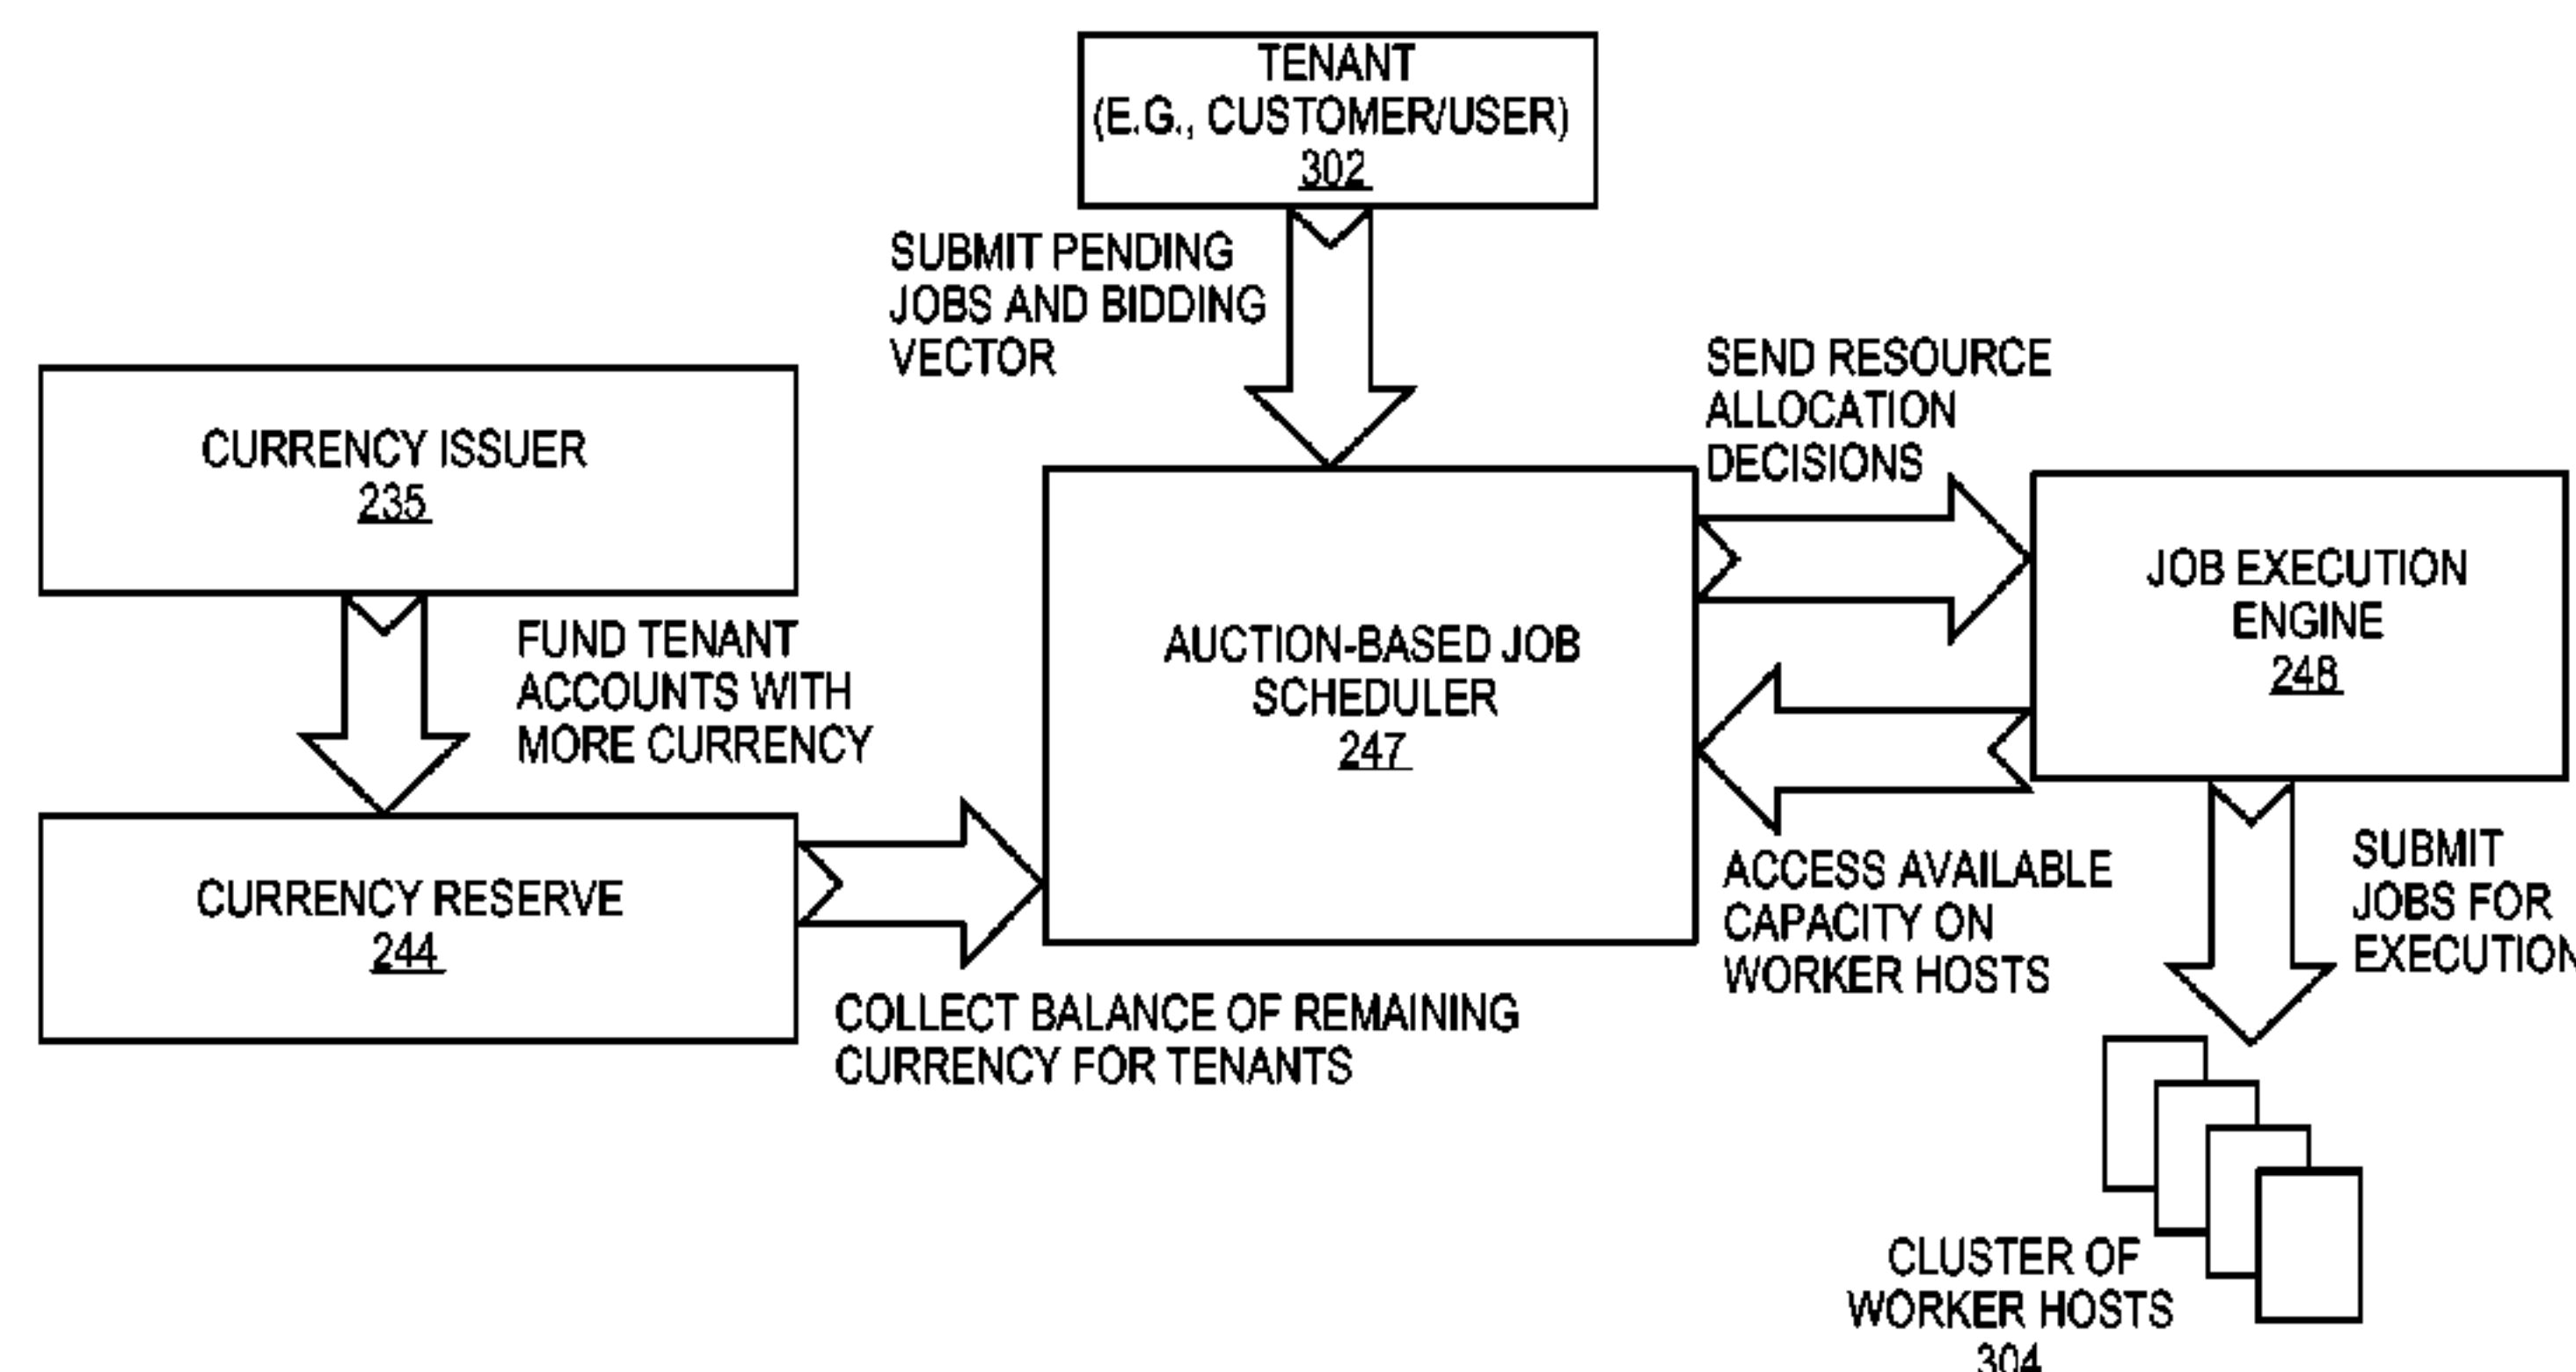 TENANT
(E.G., CUSTOMER/USER)
302
SUBMIT PENDING
JOBS AND BIDDING
VECTOR
SEND RESOURCE
ALLOCATION
DECISIONS
CURRENCY ISSUER
235
FUND TENANT
ACCOUNTS WITH
MORE CURRENCY
AUCTION-BASED JOB
SCHEDULER
247
JOB EXECUTION
ENGINE
248
CURRENCY RESERVE
244
COLLECT BALANCE OF REMAINING
CURRENCY FOR TENANTS
ACCESS AVAILABLE
CAPACITY ON
WORKER HOSTS
SUBMIT
JOBS FOR
EXECUTION
CLUSTER OF
WORKER HOSTS
304